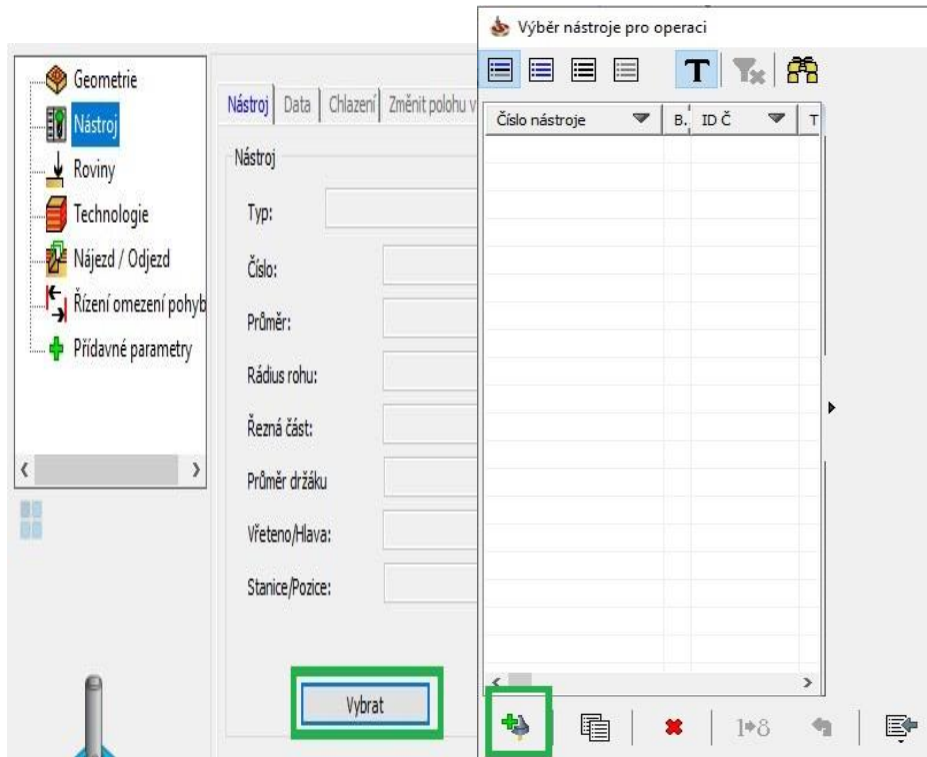 Výběr nástroje pro operaci
Geometrie
Nástroj
Roviny
Technologie
Nájezd / Odjezd
Řízení omezení pohyb
Přídavné parametry
Nástroj Data Chlazení Změnit polohu v
Nástroj
Typ:
Číslo:
Průměr:
Rádius rohu:
Řezná část:
Průměr držáku
Vřeteno/Hlava:
Stanice/Pozice:
Vybrat
T
Číslo nástroje B. ID Č T
1→8